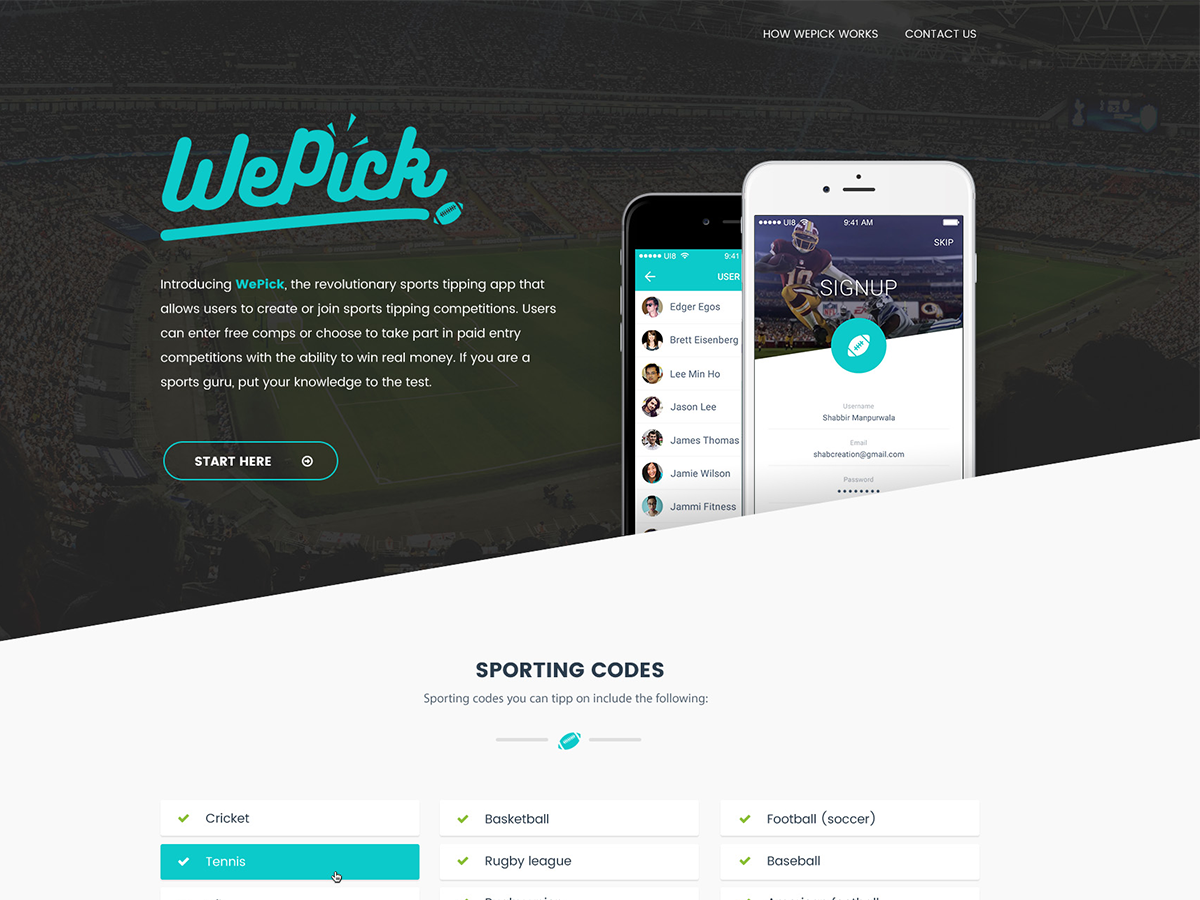 HOW WEPICK WORKS
CONTACT US
WePick
Introducing WePick, the revolutionary sports tipping app that
allows users to create or join sports tipping competitions. Users
can enter free comps or choose to take part in paid entry
competitions with the ability to win real money. If you are a
sports guru, put your knowledge to the test.
START HERE
UI8 9:41
USER
Edger Egos
Brett Eisenberg
Lee Min Ho
Jason Lee
James Thomas
Jamie Wilson
Jammi Fitness
UI8 9:41 AM
SKIP
SIGNUP
Username
Shabbir Manpurwala
Email
shabcreation@gmail.com
Password
SPORTING CODES
Sporting codes you can tipp on include the following:
Cricket
Basketball
Football (soccer)
Tennis
Rugby league
Baseball